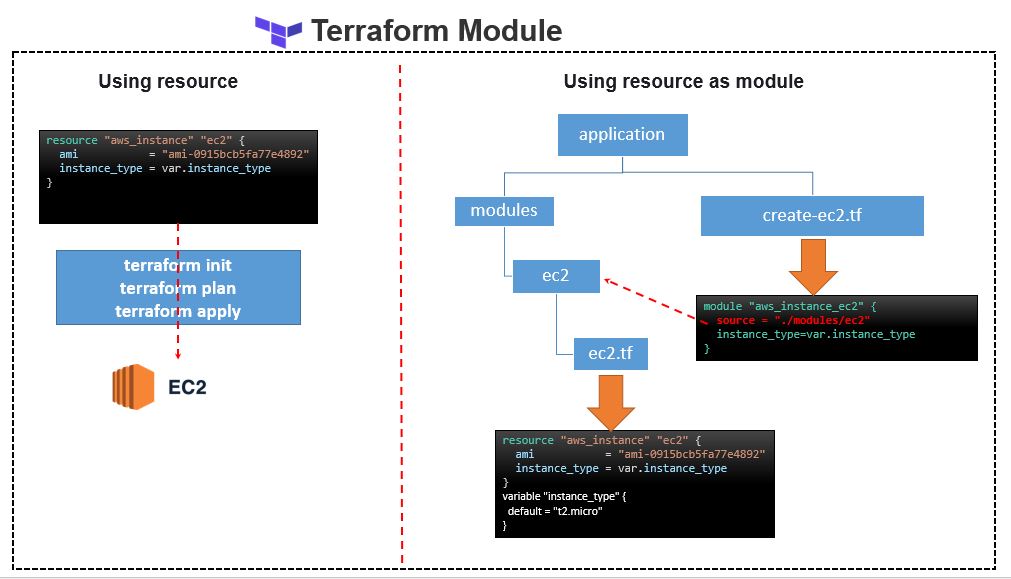 Terraform Module
Using resource
resource "aws_instance" "ec2" {
  ami           = "ami-0915bcb5fa77e4892"
  instance_type = var.instance_type
}
terraform init
terraform plan
terraform apply
EC2
Using resource as module
application
modules
create-ec2.tf
ec2
module "aws_instance_ec2" {
  source = "./modules/ec2"
  instance_type=var.instance_type
}
ec2.tf
resource "aws_instance" "ec2" {
  ami           = "ami-0915bcb5fa77e4892"
  instance_type = var.instance_type
}
variable "instance_type" {
  default = "t2.micro"
}